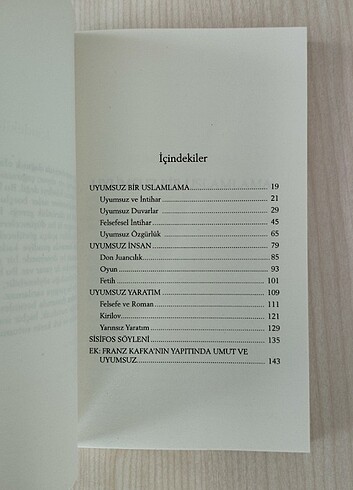 İçindekiler
UYUMSUZ BİR USLAMLAMA 19
Uyumsuz ve İntihar 21
Uyumsuz Duvarlar 29
Felsefesel İntihar 45
Uyumsuz Özgürlük 65
UYUMSUZ İNSAN 79
Don Juancılık 85
Oyun 93
Fetih 101
UYUMSUZ YARATIM 109
Felsefe ve Roman 111
Kirilov 121
Yarınsız Yaratım 129
SİSİFOS SÖYLENİ 135
EK: FRANZ KAFKA'NIN YAPITINDA UMUT VE
UYUMSUZ 143